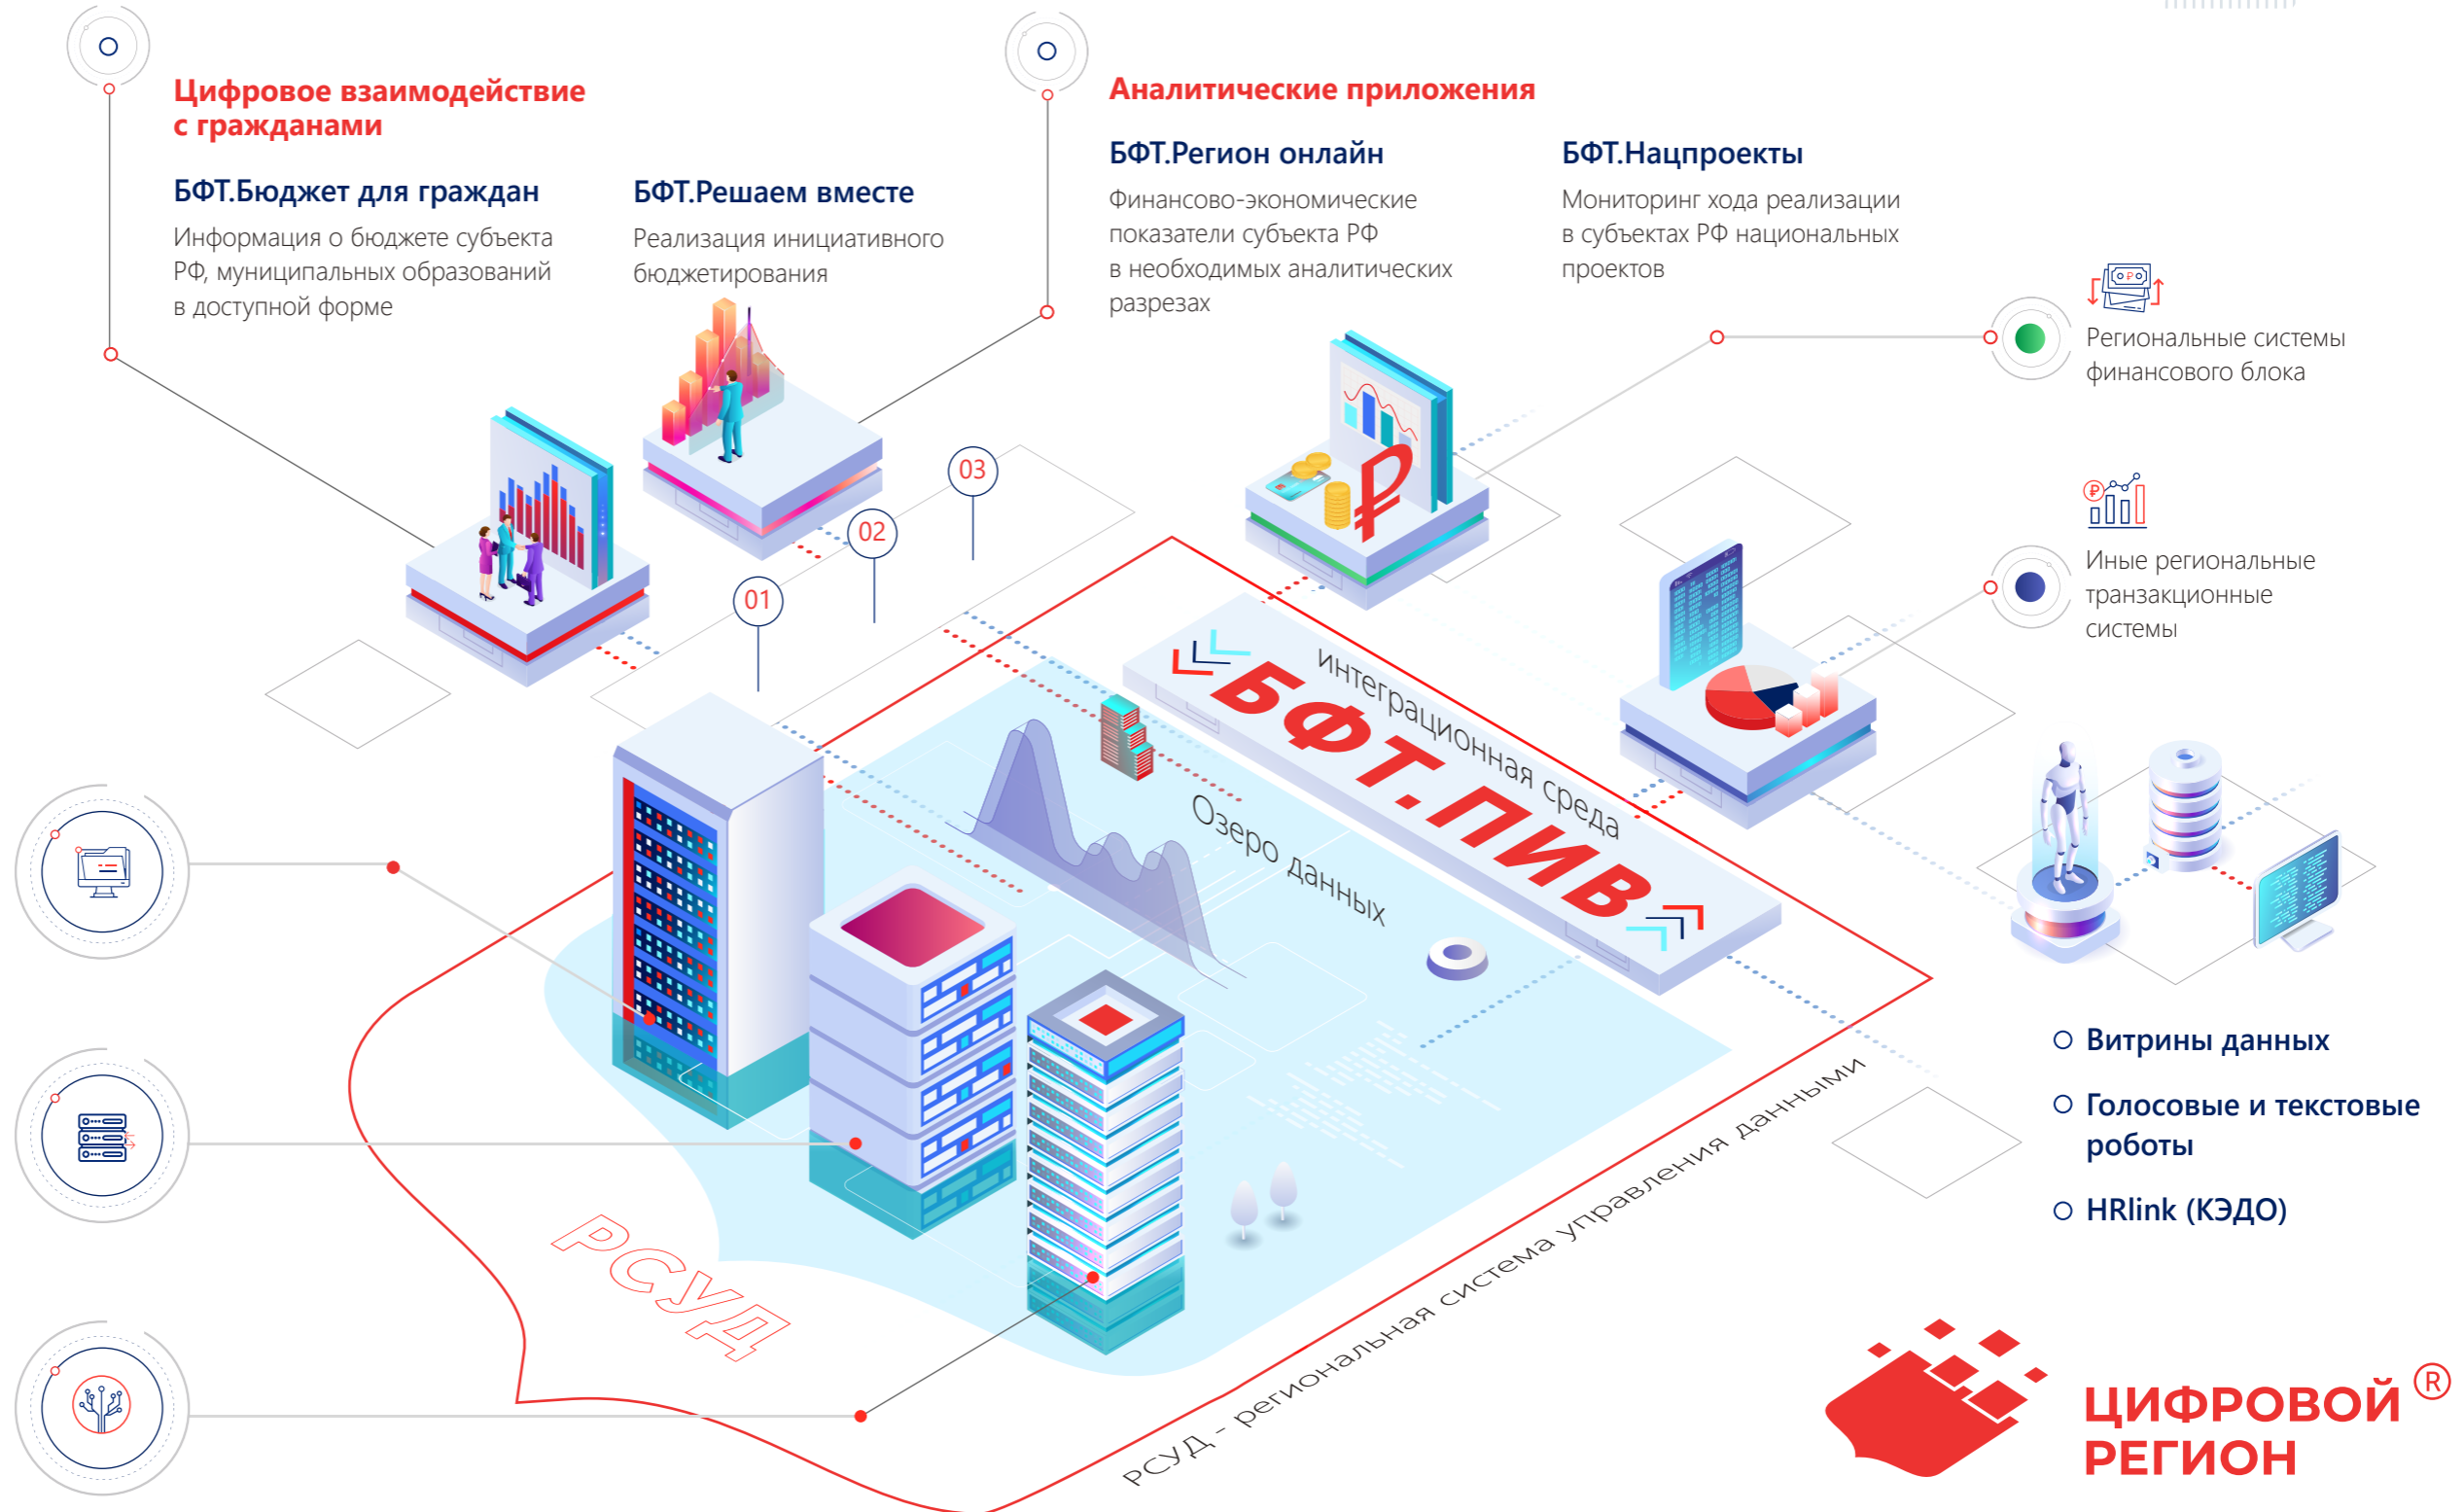 Цифровое взаимодействие
с гражданами
БФТ.Бюджет для граждан
Информация о бюджете субъекта
РФ, муниципальных образований
в доступной форме
БФТ.Решаем вместе
Реализация инициативного
бюджетирования
Аналитические приложения
БФТ.Регион онлайн
Финансово-экономические
показатели субъекта РФ
в необходимых аналитических
разрезах
БФТ.Нацпроекты
Мониторинг хода реализации
в субъектах РФ национальных
проектов
Региональные системы
финансового блока
Иные региональные
транзакционные
системы
03
02
01
интеграционная среда
БФТ.ПИВ
Озеро данных
РСУД
РСУД - региональная система управления данными
Витрины данных
Голосовые и текстовые
роботы
HRlink (КЭДО)
ЦИФРОВОЙ ®
РЕГИОН